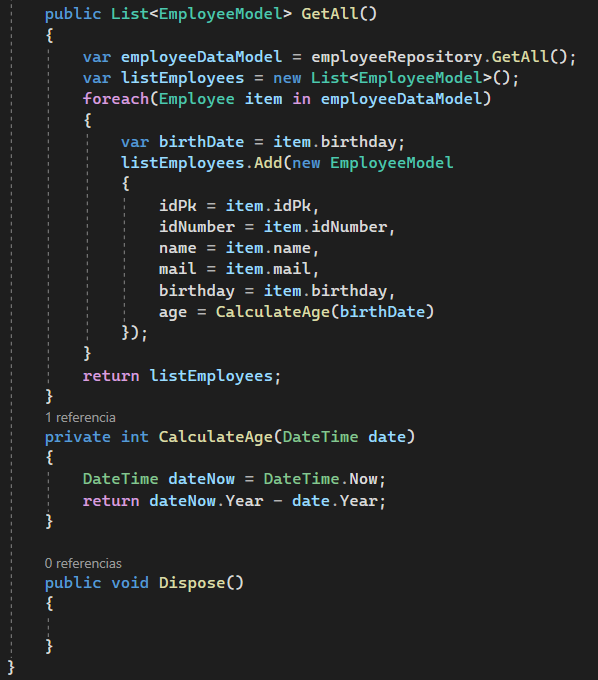 public List<EmployeeModel> GetAll()
{
var employeeDataModel = employeeRepository.GetAll();
var listEmployees = new List<EmployeeModel>();
foreach(Employee item in employeeDataModel)
{
var birthDate = item.birthday;
listEmployees.Add(new EmployeeModel
{
idPk = item.idPk,
idNumber = item.idNumber,
name = item.name,
mail = item.mail,
birthday = item.birthday,
age = CalculateAge(birthDate)
});
}
return listEmployees;
}
1 referencia
private int CalculateAge(DateTime date)
{
DateTime dateNow = DateTime.Now;
return dateNow.Year - date.Year;
}
0 referencias
public void Dispose()
{
}
}